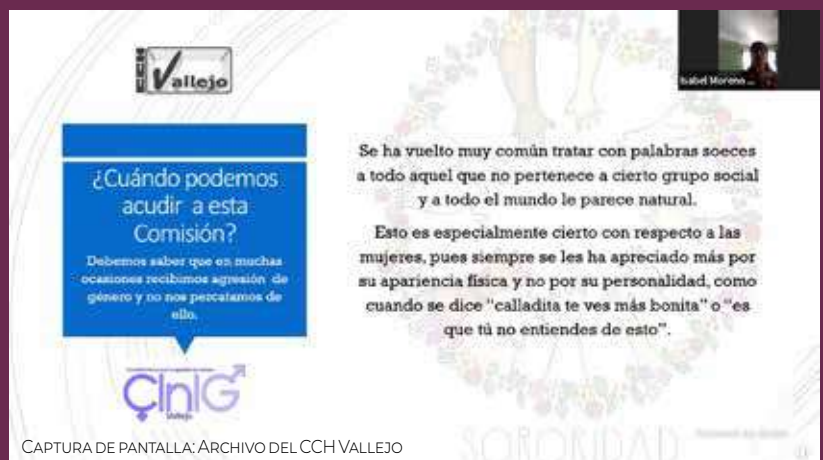 CCH
Vallejo
Isabel Moreno ...
¿Cuándo podemos
acudir a esta
Comisión?
Debemos saber que en muchas
ocasiones recibimos agresión de
género y no nos percatamos de
ello.
Se ha vuelto muy común tratar con palabras soeces
a todo aquel que no pertenece a cierto grupo social
y a todo el mundo le parece natural.
Esto es especialmente cierto con respecto a las
mujeres, pues siempre se les ha apreciado más por
su apariencia física y no por su personalidad, como
cuando se dice “calladita te ves más bonita” o “es
que tú no entiendes de esto”.
CInIG
Vallejo
SORORIDAD
CAPTURA DE PANTALLA: ARCHIVO DEL CCH VALLEJO